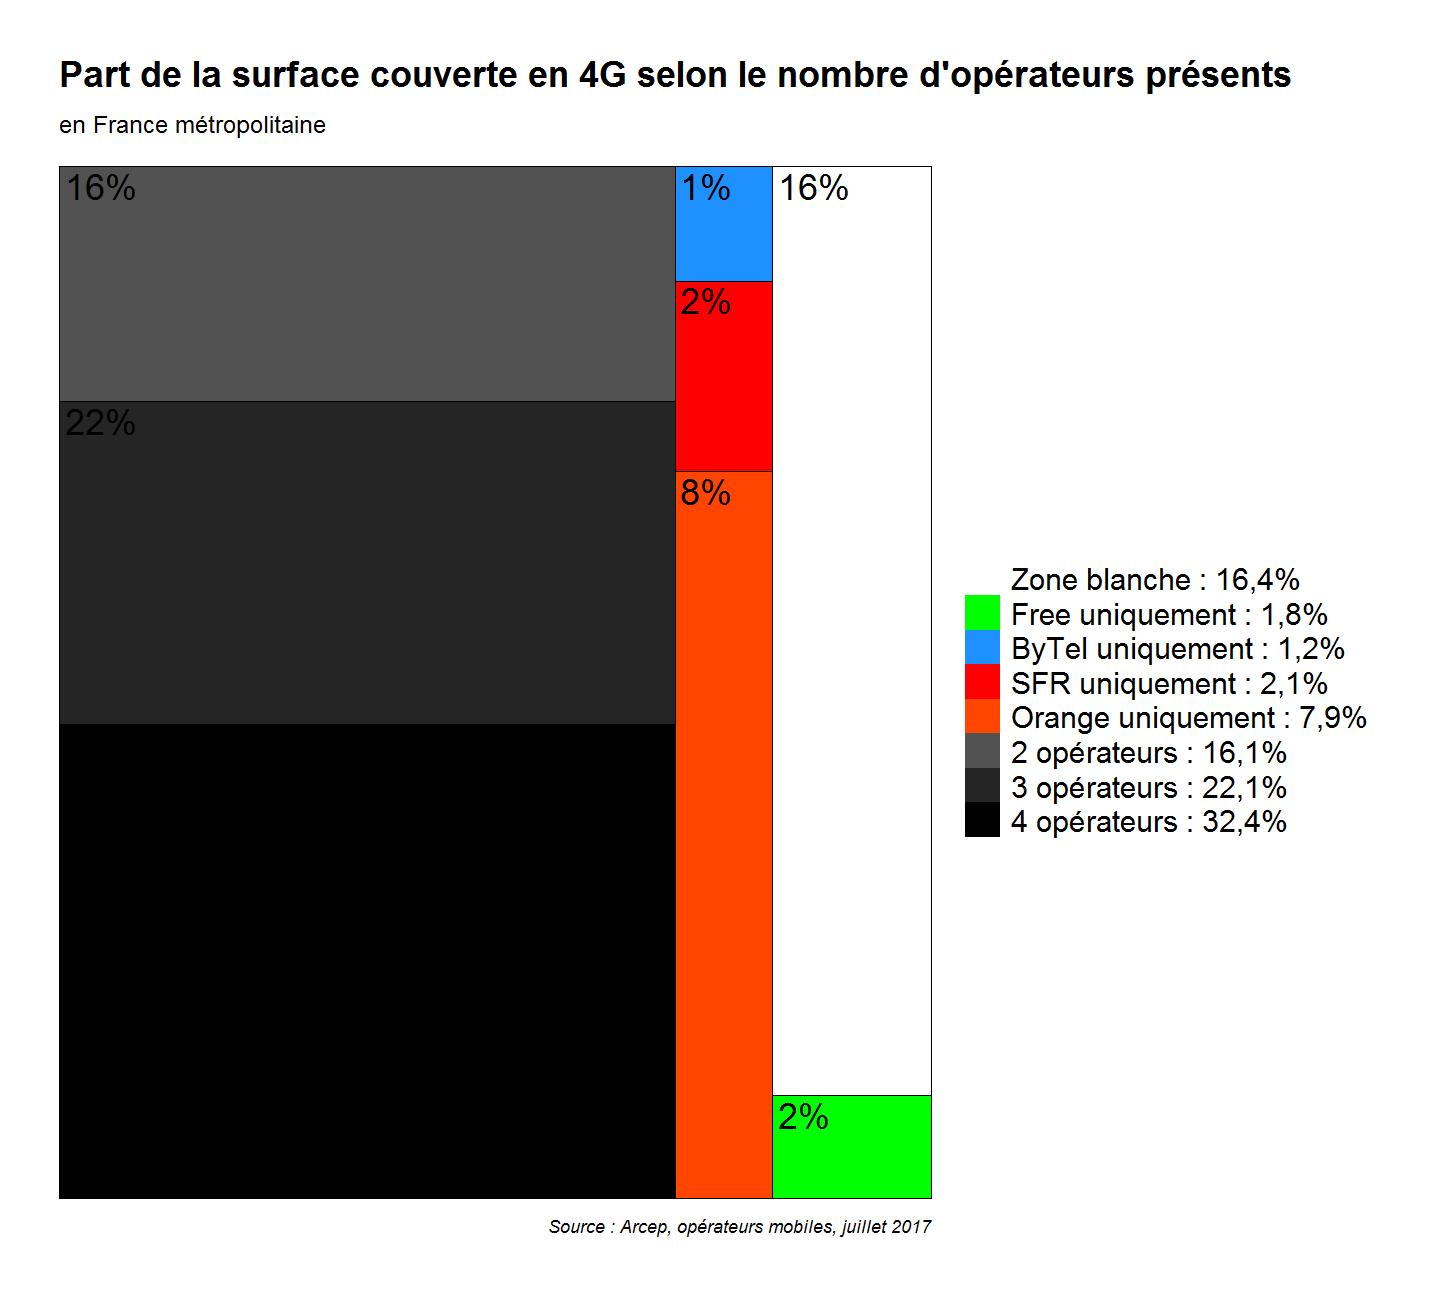 Part de la surface couverte en 4G selon le nombre d'opérateurs présents
en France métropolitaine
16%
1%
16%
2%
22%
8%
2%
Zone blanche : 16,4%
Free uniquement : 1,8%
ByTel uniquement : 1,2%
SFR uniquement : 2,1%
Orange uniquement : 7,9%
2 opérateurs : 16,1%
3 opérateurs : 22,1%
4 opérateurs : 32,4%
Source : Arcep, opérateurs mobiles, juillet 2017